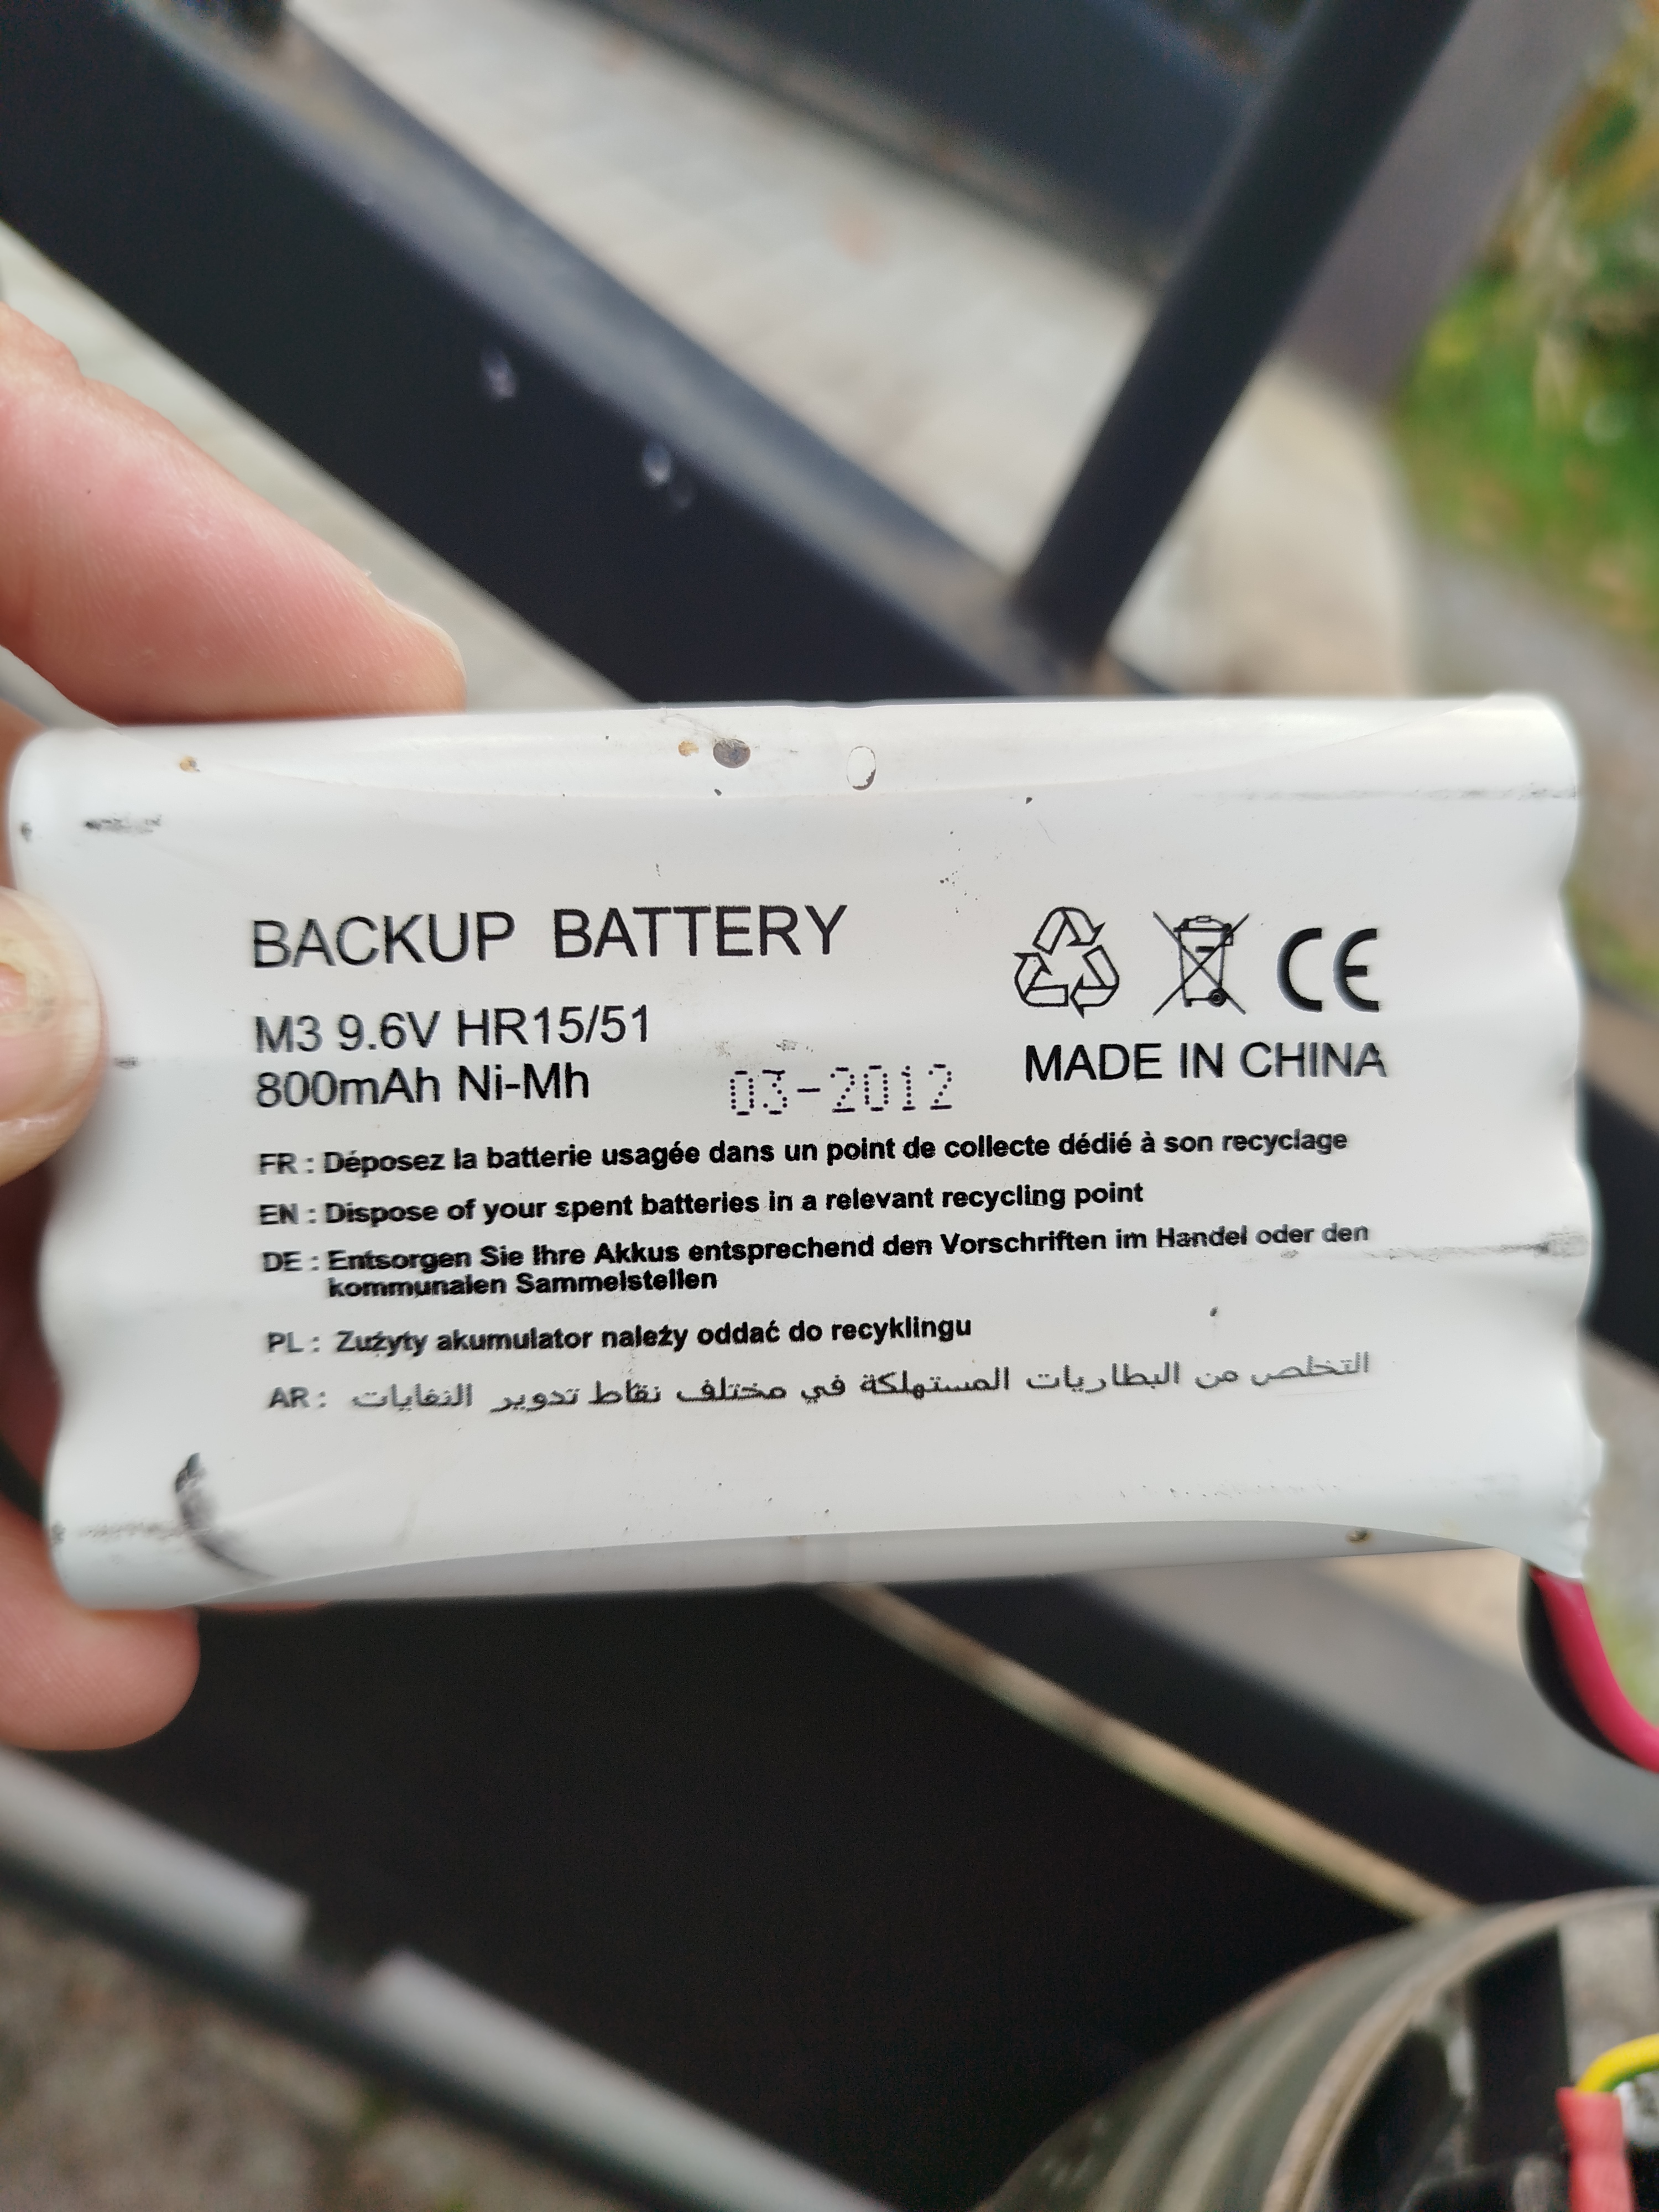 BACKUP BATTERY
M3 9.6V HR15/51
800mAh Ni-Mh
03-2012
CE
MADE IN CHINA
FR : Déposez la batterie usagée dans un point de collecte dédié à son recyclage
EN : Dispose of your spent batteries in a relevant recycling point
DE : Entsorgen Sie Ihre Akkus entsprechend den Vorschriften im Handel oder den
kommunalen Sammelstellen
PL : Zużyty akumulator należy oddać do recyklingu
AR : التخلص من البطاريات المستهلكة في مختلف نقاط تدوير النفايات